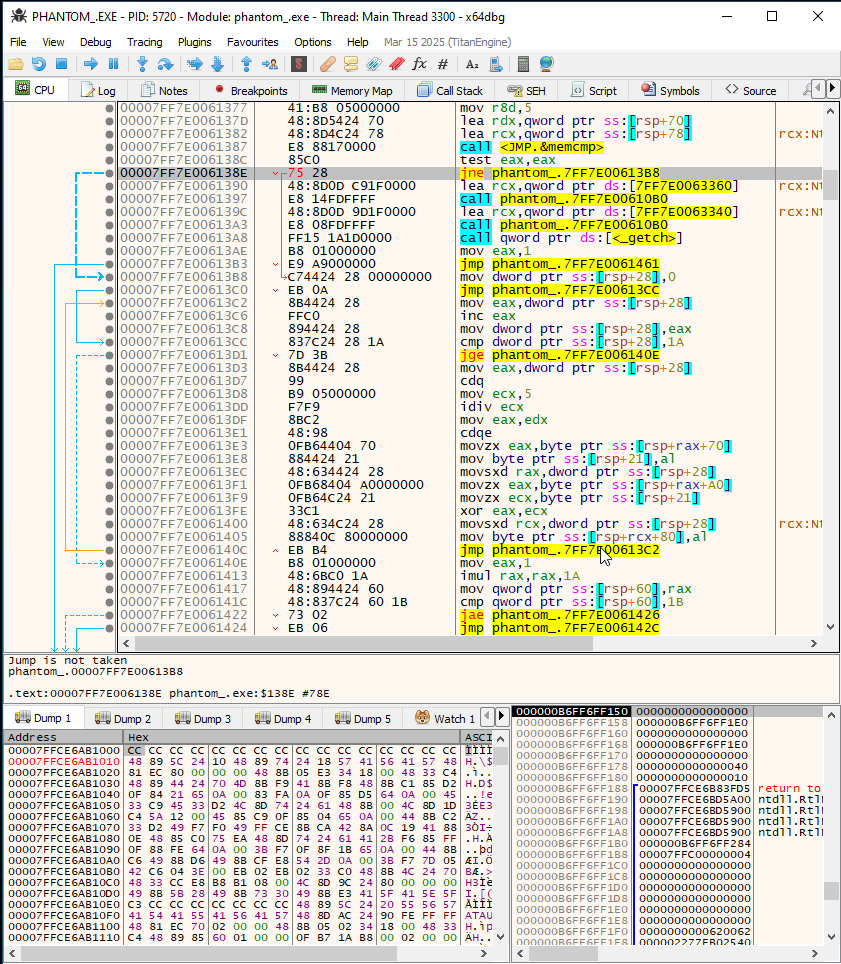 PHANTOM_.EXE - PID: 5720 - Module: phantom_.exe - Thread: Main Thread 3300 - x64dbg
File View Debug Tracing Plugins Favourites Options Help Mar 15 2025 (TitanEngine)
CPU Log Notes Breakpoints Memory Map Call Stack SEH Script Symbols Source
00007FF7E0061377 41:B8 05000000 mov r8d,5
00007FF7E006137D 48:8D5424 70 lea rdx,qword ptr ss:[rsp+70]
00007FF7E0061382 48:8D4C24 78 lea rcx,qword ptr ss:[rsp+78] rcx:Nt
00007FF7E0061387 E8 88170000 call <JMP.&memcmp>
00007FF7E006138C 85C0 test eax,eax
00007FF7E006138E 75 28 jne phantom_.7FF7E00613B8
00007FF7E0061390 48:8D0D C91F0000 lea rcx,qword ptr ds:[7FF7E0063360] rcx:Nt
00007FF7E0061397 E8 14FDFFFF call phantom_.7FF7E00610B0
00007FF7E006139C 48:8D0D 9D1F0000 lea rcx,qword ptr ds:[7FF7E0063340] rcx:Nt
00007FF7E00613A3 E8 08FDFFFF call phantom_.7FF7E00610B0
00007FF7E00613A8 FF15 1A1D0000 call qword ptr ds:[<_getch>]
00007FF7E00613AE B8 01000000 mov eax,1
00007FF7E00613B3 E9 A9000000 jmp phantom_.7FF7E0061461
00007FF7E00613B8 C74424 28 00000000 mov dword ptr ss:[rsp+28],0
00007FF7E00613C0 EB 0A jmp phantom_.7FF7E00613CC
00007FF7E00613C2 8B4424 28 mov eax,dword ptr ss:[rsp+28]
00007FF7E00613C6 FFC0 inc eax
00007FF7E00613C8 894424 28 mov dword ptr ss:[rsp+28],eax
00007FF7E00613CC 837C24 28 1A cmp dword ptr ss:[rsp+28],1A
00007FF7E00613D1 7D 3B jge phantom_.7FF7E006140E
00007FF7E00613D3 8B4424 28 mov eax,dword ptr ss:[rsp+28]
00007FF7E00613D7 99 cdq
00007FF7E00613D8 B9 05000000 mov ecx,5
00007FF7E00613DD F7F9 idiv ecx
00007FF7E00613DF 8BC2 mov eax,edx
00007FF7E00613E1 48:98 cdqe
00007FF7E00613E3 0FB64404 70 movzx eax,byte ptr ss:[rsp+rax+70]
00007FF7E00613E8 884424 21 mov byte ptr ss:[rsp+21],al
00007FF7E00613EC 48:634424 28 movsxd rax,dword ptr ss:[rsp+28]
00007FF7E00613F1 0FB68404 A0000000 movzx eax,byte ptr ss:[rsp+rax+A0]
00007FF7E00613F9 0FB64C24 21 movzx ecx,byte ptr ss:[rsp+21]
00007FF7E00613FE 33C1 xor eax,ecx
00007FF7E0061400 48:634C24 28 movsxd rcx,dword ptr ss:[rsp+28] rcx:Nt
00007FF7E0061405 88840C 80000000 mov byte ptr ss:[rsp+rcx+80],al
00007FF7E006140C EB B4 jmp phantom_.7FF7E00613C2
00007FF7E006140E B8 01000000 mov eax,1
00007FF7E0061413 48:6BC0 1A imul rax,rax,1A
00007FF7E0061417 48:894424 60 mov qword ptr ss:[rsp+60],rax
00007FF7E006141C 48:837C24 60 1B cmp qword ptr ss:[rsp+60],1B
00007FF7E0061422 73 02 jae phantom_.7FF7E0061426
00007FF7E0061424 EB 06 jmp phantom_.7FF7E006142C
Jump is not taken
phantom_.00007FF7E00613B8
.text:00007FF7E006138E phantom_.exe:$138E #78E
Dump 1 Dump 2 Dump 3 Dump 4 Dump 5 Watch 1
Address Hex ASCI
00007FFCE6AB1000 CC CC CC CC CC CC CC CC CC CC CC CC CC CC CC CC ÌÌÌÌ
00007FFCE6AB1010 48 89 5C 24 10 48 89 74 24 18 57 41 56 41 57 48 H.\$
00007FFCE6AB1020 81 EC 80 00 00 00 48 8B 05 E3 34 18 00 48 33 C4 .ì..
00007FFCE6AB1030 48 89 44 24 70 4D 8B F9 41 8B F8 48 8B C1 85 D2 H.D$
00007FFCE6AB1040 0F 84 21 65 0A 00 83 FA 0A 0F 85 D5 64 0A 00 45 ..!e
00007FFCE6AB1050 33 C9 45 33 D2 4C 8D 74 24 61 48 8B 00 4C 8D 1D 3ÉE3
00007FFCE6AB1060 C4 5A 12 00 45 85 C9 0F 85 04 65 0A 00 44 8B C2 ÄZ..
00007FFCE6AB1070 33 D2 49 F7 F0 49 FF CE 8B CA 42 8A 0C 19 41 88 3ÒI÷
00007FFCE6AB1080 0E 48 85 C0 75 EA 48 8D 74 24 61 41 2B F6 85 FF .H.À
00007FFCE6AB1090 0F 88 FE 64 0A 00 3B F7 0F 8F 1B 65 0A 00 44 8B ..þd
00007FFCE6AB10A0 C6 49 8B D6 49 8B CF E8 54 2D 0A 00 3B F7 7D 05 ÆI.Ö
00007FFCE6AB10B0 42 C6 04 3E 00 EB 02 EB 02 33 C0 48 8B 4C 24 70 BÆ.>
00007FFCE6AB10C0 48 33 CC E8 B8 B1 08 00 4C 8D 9C 24 80 00 00 00 H3Ìè
00007FFCE6AB10D0 49 8B 5B 28 49 8B 73 30 49 8B E3 41 5F 41 5E 5F I.[(
00007FFCE6AB10E0 C3 CC CC CC CC CC CC CC 48 89 5C 24 20 55 56 57 ÃÌÌÌ
00007FFCE6AB10F0 41 54 41 55 41 56 41 57 48 8D AC 24 90 FE FF FF ATAU
00007FFCE6AB1100 48 81 EC 70 02 00 00 48 8B 05 02 34 18 00 48 33 H.ìp
00007FFCE6AB1110 C4 48 89 85 60 01 00 00 0F B7 1A B8 00 02 00 00 ÄH..
000000B6FF6FF150 0000000000000000
000000B6FF6FF158 000000B6FF6FF1E0
000000B6FF6FF160 0000000000000000
000000B6FF6FF168 000000B6FF6FF1E0
000000B6FF6FF170 0000000000000000
000000B6FF6FF178 0000000000000040
000000B6FF6FF180 0000000000000010
000000B6FF6FF188 00007FFCE6B83FD5 return to
000000B6FF6FF190 00007FFCE6BD5A00 ntdll.Rtl
000000B6FF6FF198 00007FFCE6BD5900 ntdll.Rtl
000000B6FF6FF1A0 00007FFCE6BD5900 ntdll.Rtl
000000B6FF6FF1A8 00007FFCE6BD5900 ntdll.Rtl
000000B6FF6FF1B0 000000B6FF6FF284
000000B6FF6FF1B8 00007FFC00000004
000000B6FF6FF1C0 0000000000000000
000000B6FF6FF1C8 0000000000000000
000000B6FF6FF1D0 0000000000000000
000000B6FF6FF1D8 0000000000000000
000000B6FF6FF1E0 0000000000000000
000000B6FF6FF1E8 0000000000000000
000000B6FF6FF1F0 0000000000000000
000000B6FF6FF1F8 0000000000620062
000000B6FF6FF200 000002277EB02540